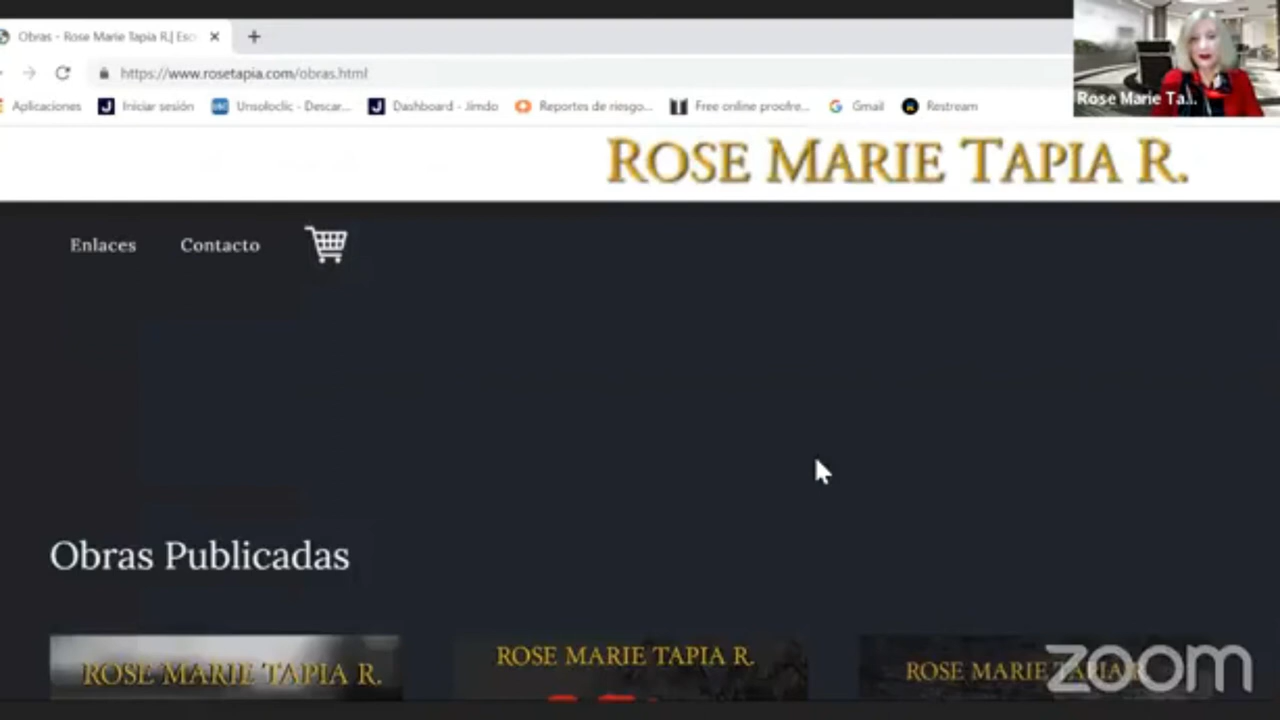 Obras - Rose Marie Tapia R.| Esc
https://www.rosetapia.com/obras.html
Aplicaciones Iniciar sesión Unsoloclic - Descar... Dashboard - Jimdo Reportes de riesgo... Free online proofre... Gmail Restream
Rose Marie Ta...
ROSE MARIE TAPIA R.
Enlaces Contacto
Obras Publicadas
ROSE MARIE TAPIA R. ROSE MARIE TAPIA R. ROSE MARIE TAPIA R.
zoom